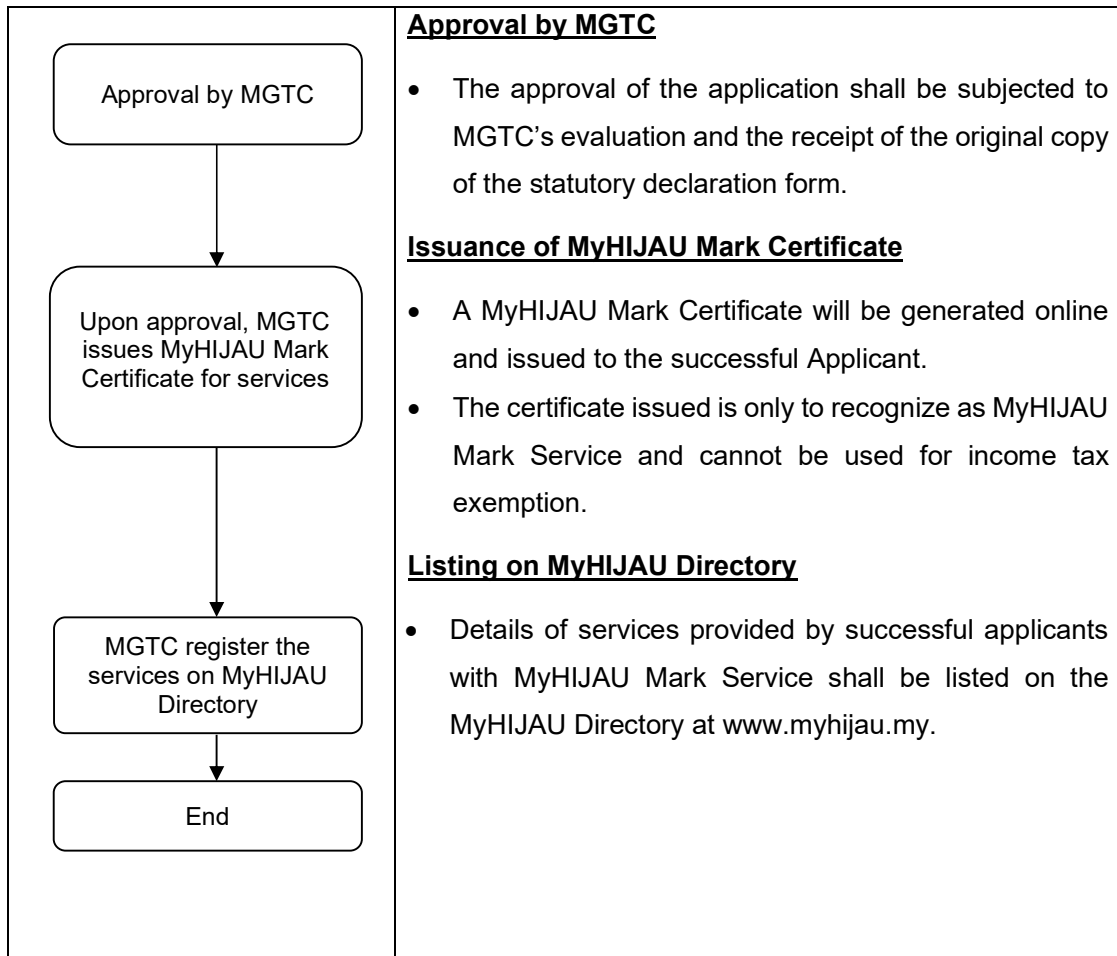 Approval by MGTC
Upon approval, MGTC
issues MyHIJAU Mark
Certificate for services
MGTC register the
services on MyHIJAU
Directory
End
Approval by MGTC
• The approval of the application shall be subjected to
MGTC’s evaluation and the receipt of the original copy
of the statutory declaration form.
Issuance of MyHIJAU Mark Certificate
• A MyHIJAU Mark Certificate will be generated online
and issued to the successful Applicant.
• The certificate issued is only to recognize as MyHIJAU
Mark Service and cannot be used for income tax
exemption.
Listing on MyHIJAU Directory
• Details of services provided by successful applicants
with MyHIJAU Mark Service shall be listed on the
MyHIJAU Directory at www.myhijau.my.